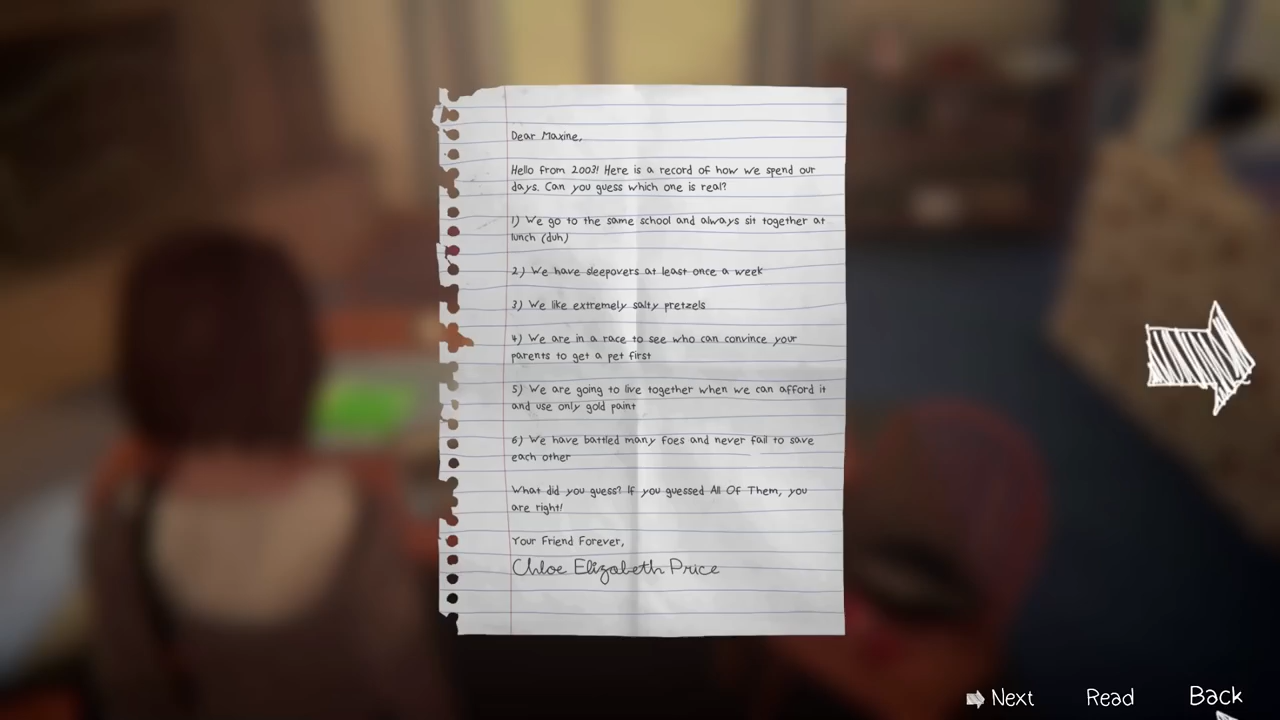 Dear Maxine,
Hello from 2003! Here is a record of how we spend our
days. Can you guess which one is real?
1) We go to the same school and always sit together at
lunch (duh)
2) We have sleepovers at least once a week
3) We like extremely salty pretzels
4) We are in a race to see who can convince your
parents to get a pet first
5) We are going to live together when we can afford it
and use only gold paint
6) We have battled many foes and never fail to save
each other
What did you guess? If you guessed All Of Them, you
are right!
Your Friend Forever,
Chloe Elizabeth Price
Next Read Back